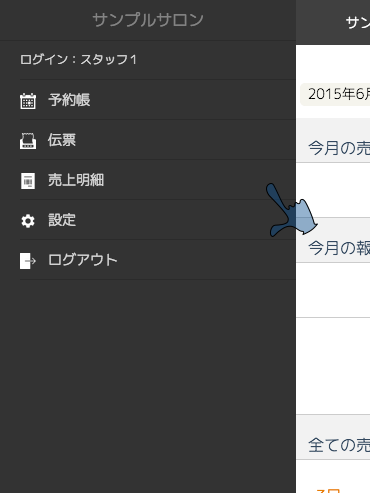 サンプルサロン
ログイン：スタッフ1
予約帳
伝票
売上明細
設定
ログアウト
サン
2015年6月
今月の売
今月の報
全ての売